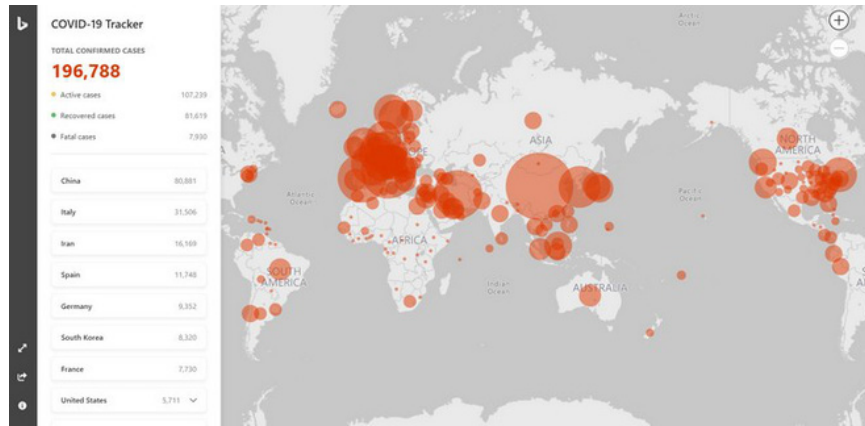 COVID-19 Tracker
TOTAL CONFIRMED CASES
196,788
Active cases 107,239
Recovered cases 81,619
Fatal cases 7,930
China 80,881
Italy 31,506
Iran 16,169
Spain 11,748
Germany 9,352
South Korea 8,320
France 7,730
United States 5,711
Arctic
Ocean
ASIA
NORTH
AMERICA
Atlantic
Ocean
Pacific
Ocean
AFRICA
SOUTH
AMERICA
Indian
Ocean
AUSTRALIA